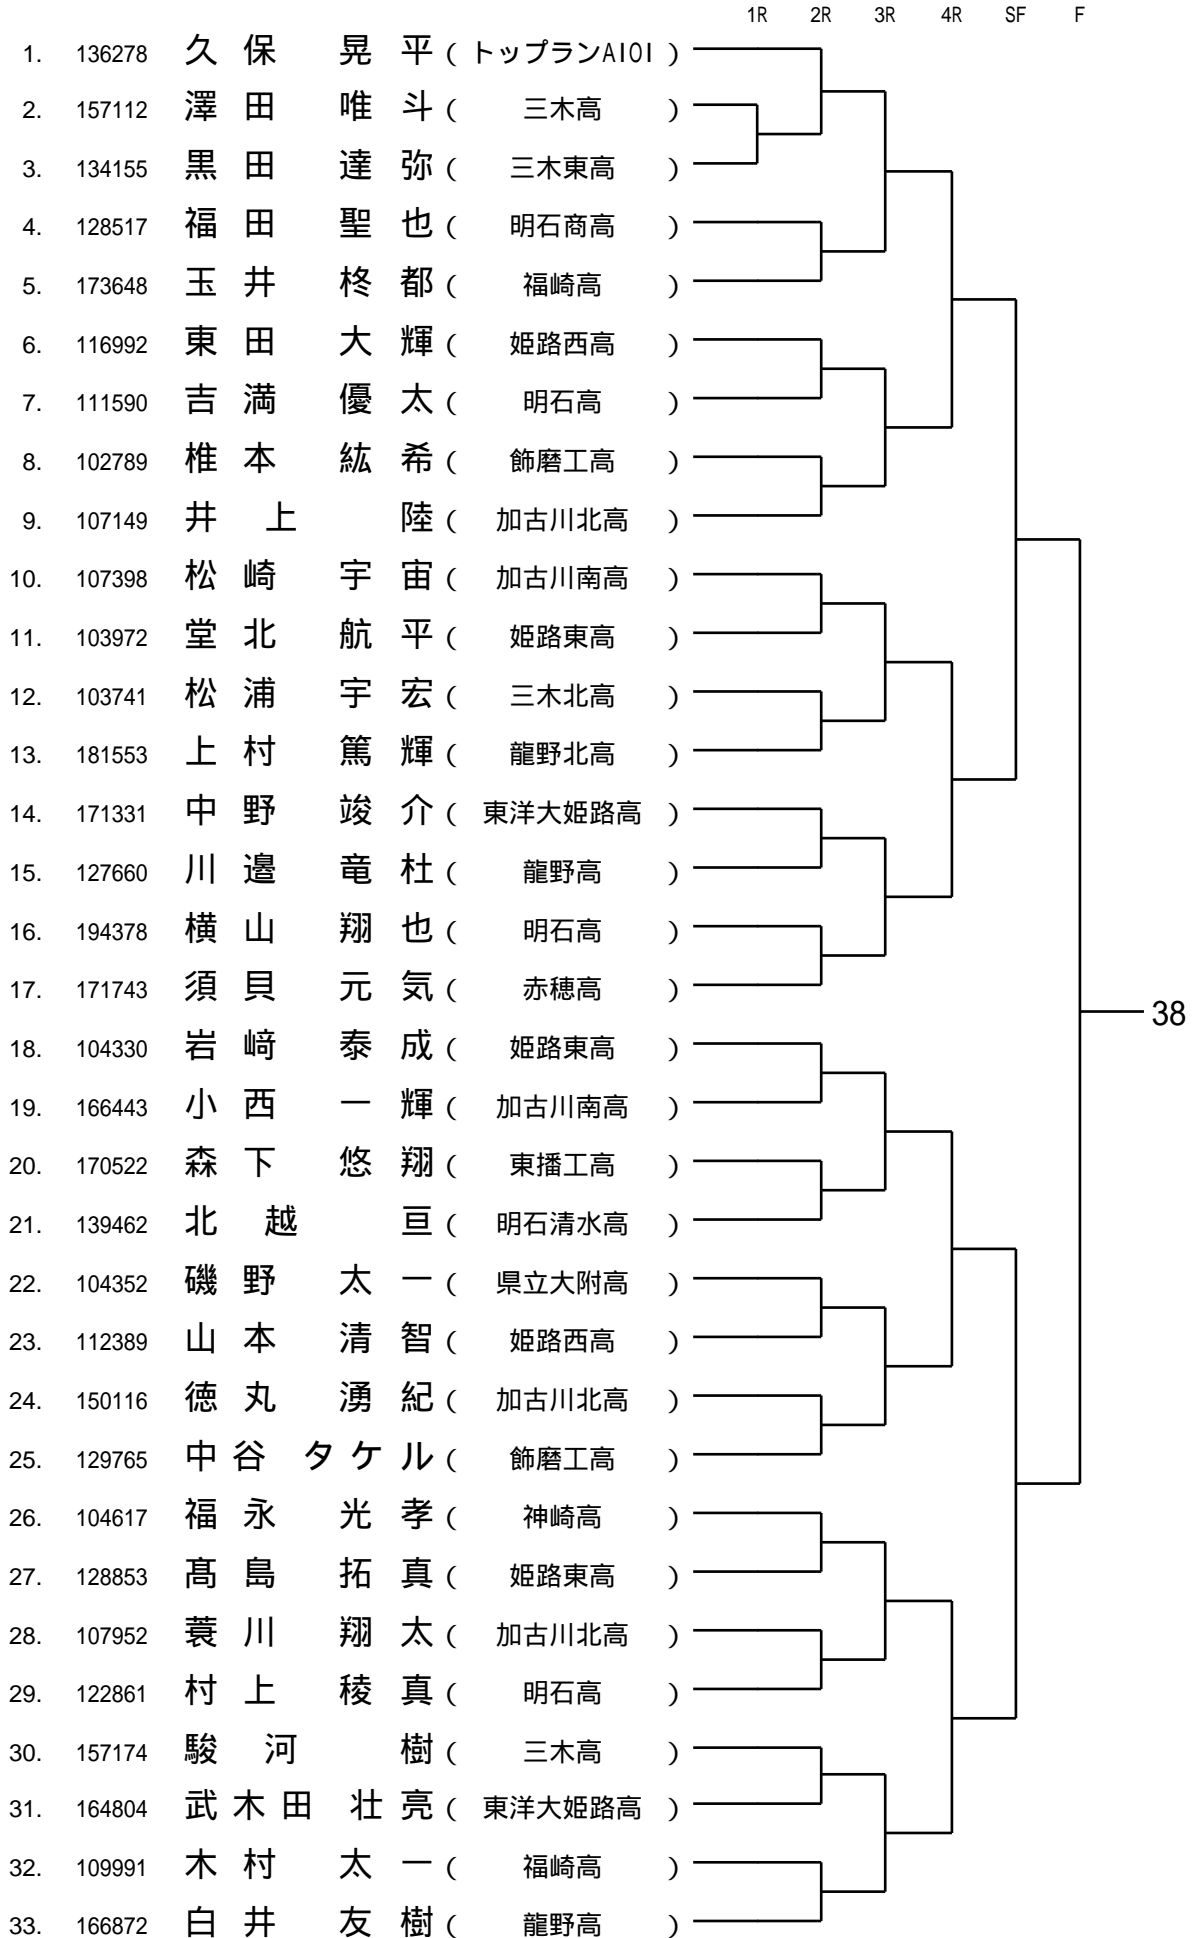 1R 2R 3R 4R SF F
1. 136278 久保 晃平 ( トップランAIOI )
2. 157112 澤田 唯斗 ( 三木高 )
3. 134155 黒田 達弥 ( 三木東高 )
4. 128517 福田 聖也 ( 明石商高 )
5. 173648 玉井 柊都 ( 福崎高 )
6. 116992 東田 大輝 ( 姫路西高 )
7. 111590 吉満 優太 ( 明石高 )
8. 102789 椎本 紘希 ( 飾磨工高 )
9. 107149 井上 陸 ( 加古川北高 )
10. 107398 松崎 宇宙 ( 加古川南高 )
11. 103972 堂北 航平 ( 姫路東高 )
12. 103741 松浦 宇宏 ( 三木北高 )
13. 181553 上村 篤輝 ( 龍野北高 )
14. 171331 中野 竣介 ( 東洋大姫路高 )
15. 127660 川邉 竜杜 ( 龍野高 )
16. 194378 横山 翔也 ( 明石高 )
17. 171743 須貝 元気 ( 赤穂高 )
38
18. 104330 岩﨑 泰成 ( 姫路東高 )
19. 166443 小西 一輝 ( 加古川南高 )
20. 170522 森下 悠翔 ( 東播工高 )
21. 139462 北越 亘 ( 明石清水高 )
22. 104352 磯野 太一 ( 県立大附高 )
23. 112389 山本 清智 ( 姫路西高 )
24. 150116 徳丸 湧紀 ( 加古川北高 )
25. 129765 中谷 タケル ( 飾磨工高 )
26. 104617 福永 光孝 ( 神崎高 )
27. 128853 髙島 拓真 ( 姫路東高 )
28. 107952 蓑川 翔太 ( 加古川北高 )
29. 122861 村上 稜真 ( 明石高 )
30. 157174 駿河 樹 ( 三木高 )
31. 164804 武木田 壮亮 ( 東洋大姫路高 )
32. 109991 木村 太一 ( 福崎高 )
33. 166872 白井 友樹 ( 龍野高 )